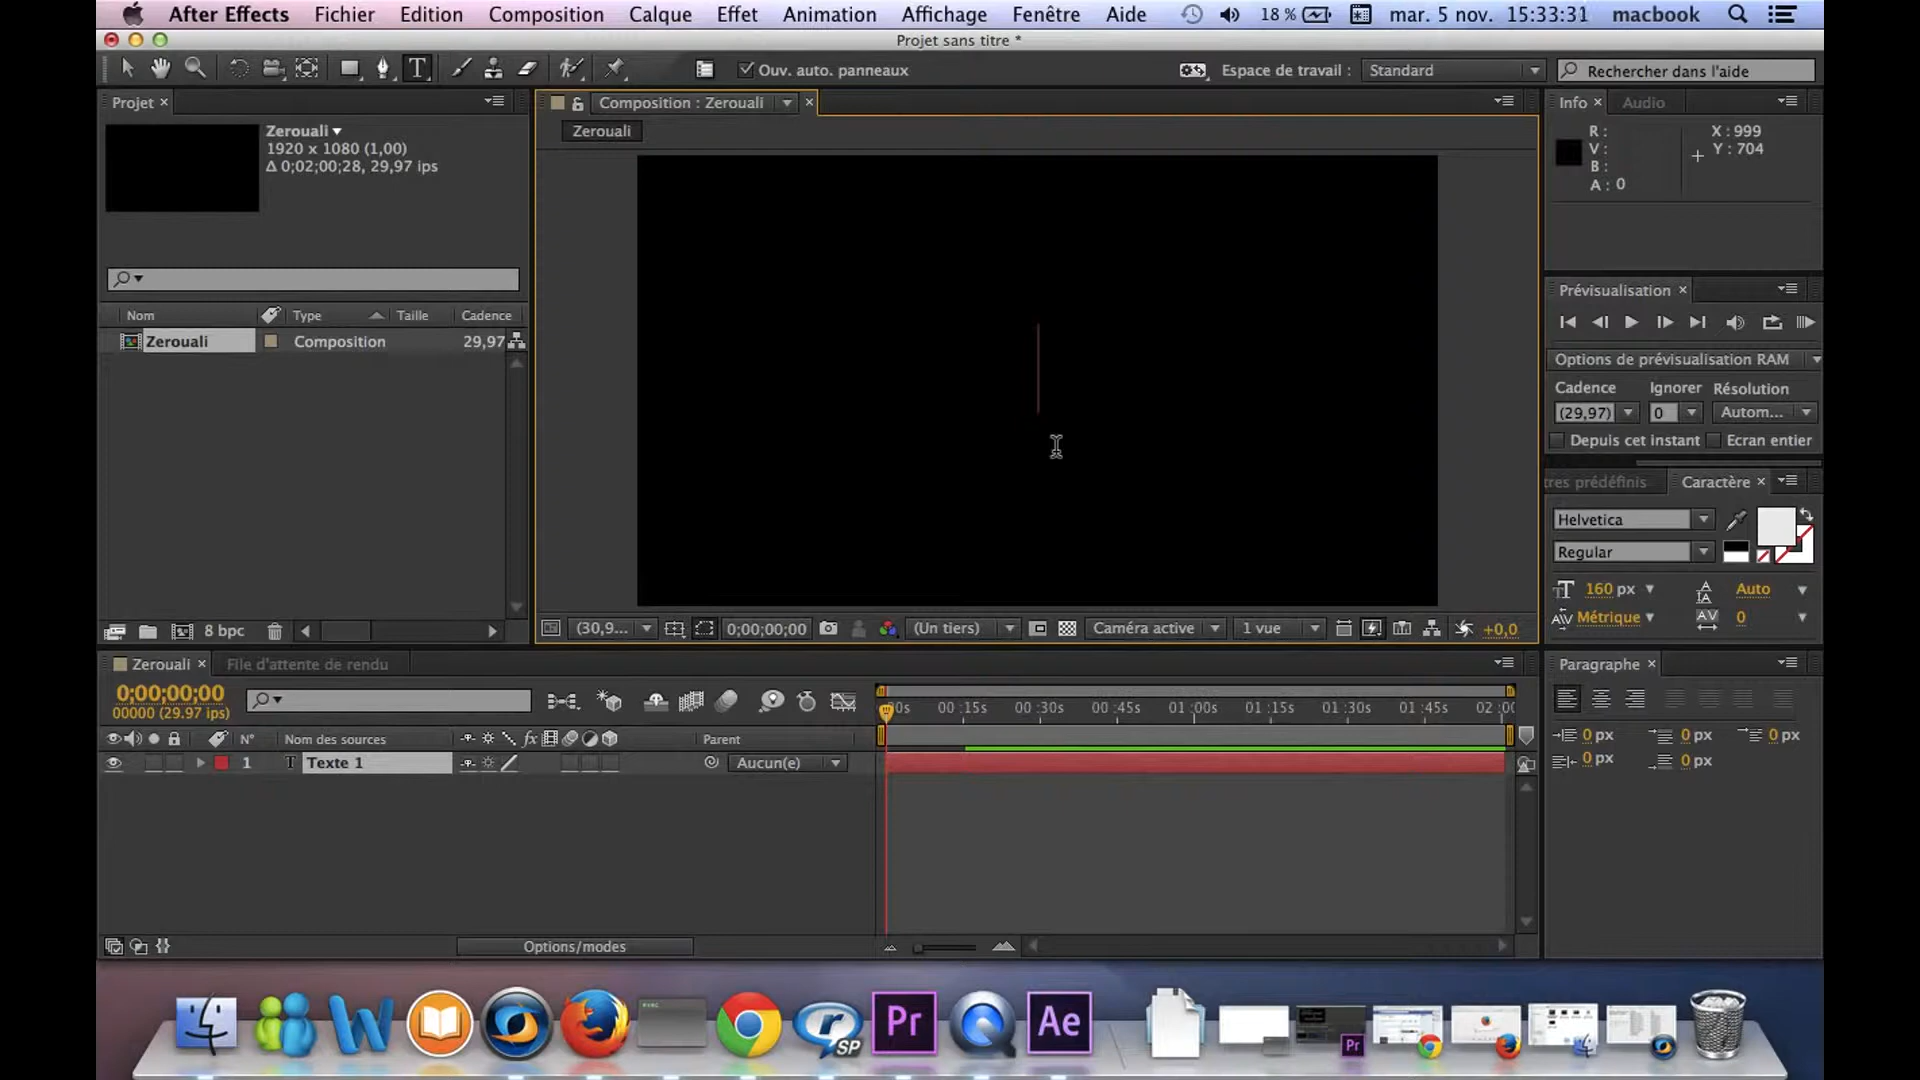 After Effects Fichier Edition Composition Calque Effet Animation Affichage Fenêtre Aide 18 % mar. 5 nov. 15:33:31 macbook
Projet sans titre *
T Ouv. auto. panneaux Espace de travail : Standard Rechercher dans l'aide
Projet × Composition : Zerouali × Info × Audio
Zerouali
1920 x 1080 (1,00)
Δ 0;02:00;28, 29,97 ips
Zerouali
R :
V :
B :
A : 0
X : 999
Y : 704
Prévisualisation ×
Nom Type Taille Cadence
Zerouali Composition 29,97
Options de prévisualisation RAM
Cadence Ignorer Résolution
(29,97) 0 Autom...
Depuis cet instant Ecran entier
tres prédéfinis Caractère ×
Helvetica
Regular
160 px Auto
Métrique 0
8 bpc
(30,9... 0;00;00;00 (Un tiers) Caméra active 1 vue +0,0
Zerouali × File d'attente de rendu
Paragraphe ×
0;00;00;00
00000 (29.97 ips)
00s 00:15s 00:30s 00:45s 01:00s 01:15s 01:30s 01:45s 02:00
0 px 0 px 0 px
0 px 0 px
N° Nom des sources fx Parent
1 T Texte 1 Aucun(e)
Options/modes
W r SP Pr Ae Pr